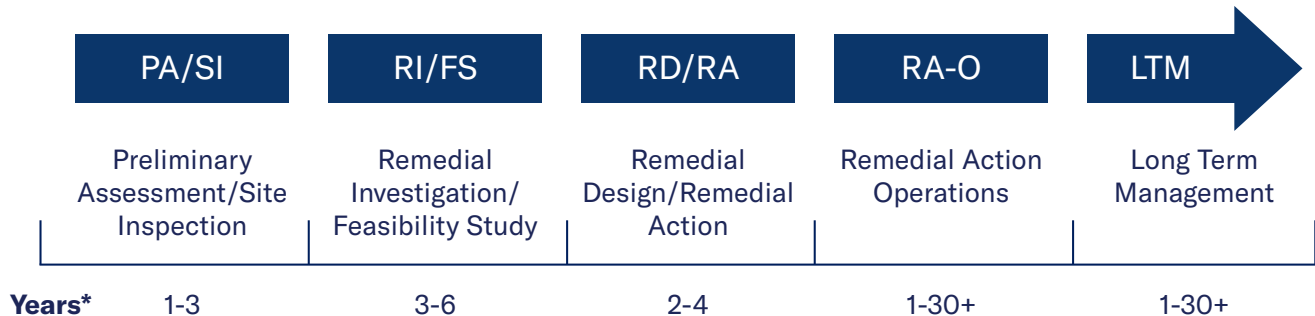 PA/SI
RI/FS
RD/RA
RA-O
LTM
Preliminary
Assessment/Site
Inspection
Remedial
Investigation/
Feasibility Study
Remedial
Design/Remedial
Action
Remedial Action
Operations
Long Term
Management
Years* 1-3 3-6 2-4 1-30+ 1-30+